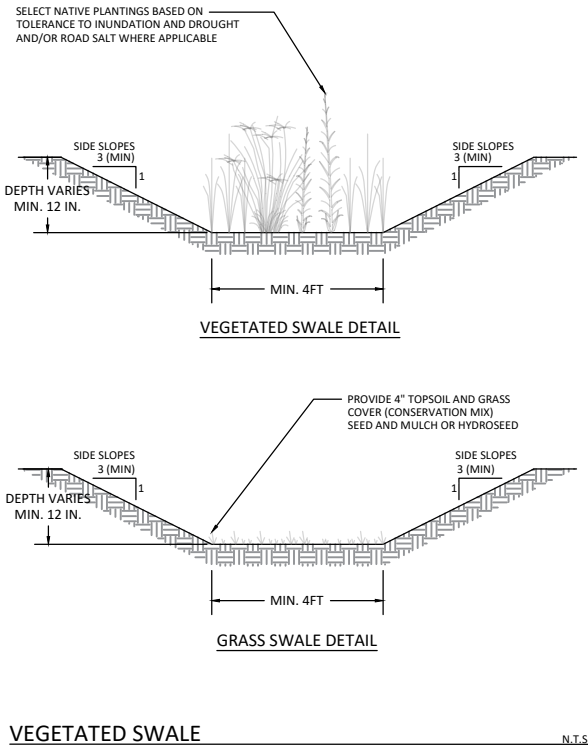 SELECT NATIVE PLANTINGS BASED ON
TOLERANCE TO INUNDATION AND DROUGHT
AND/OR ROAD SALT WHERE APPLICABLE
SIDE SLOPES
3 (MIN)
1
SIDE SLOPES
3 (MIN)
1
DEPTH VARIES
MIN. 12 IN.
MIN. 4FT
VEGETATED SWALE DETAIL
PROVIDE 4" TOPSOIL AND GRASS
COVER (CONSERVATION MIX)
SEED AND MULCH OR HYDROSEED
SIDE SLOPES
3 (MIN)
1
SIDE SLOPES
3 (MIN)
1
DEPTH VARIES
MIN. 12 IN.
MIN. 4FT
GRASS SWALE DETAIL
VEGETATED SWALE
N.T.S